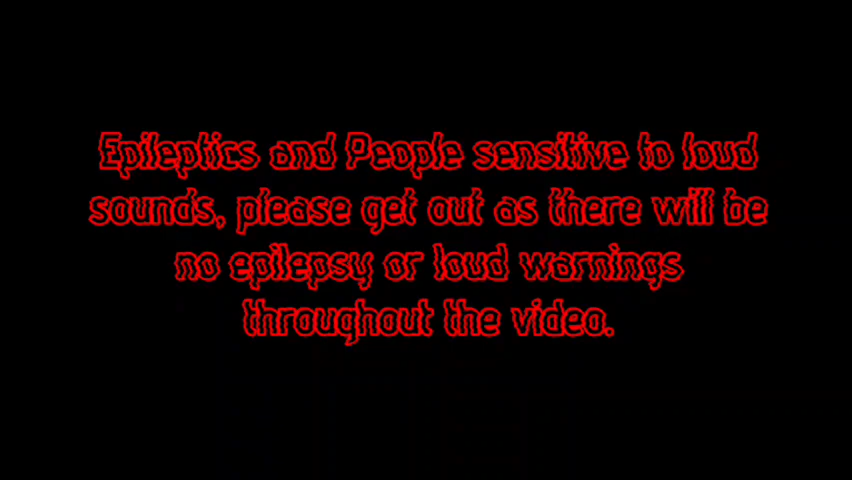 Epileptics and People sensitive to loud
sounds, please get out as there will be
no epilepsy or loud warnings
throughout the video.